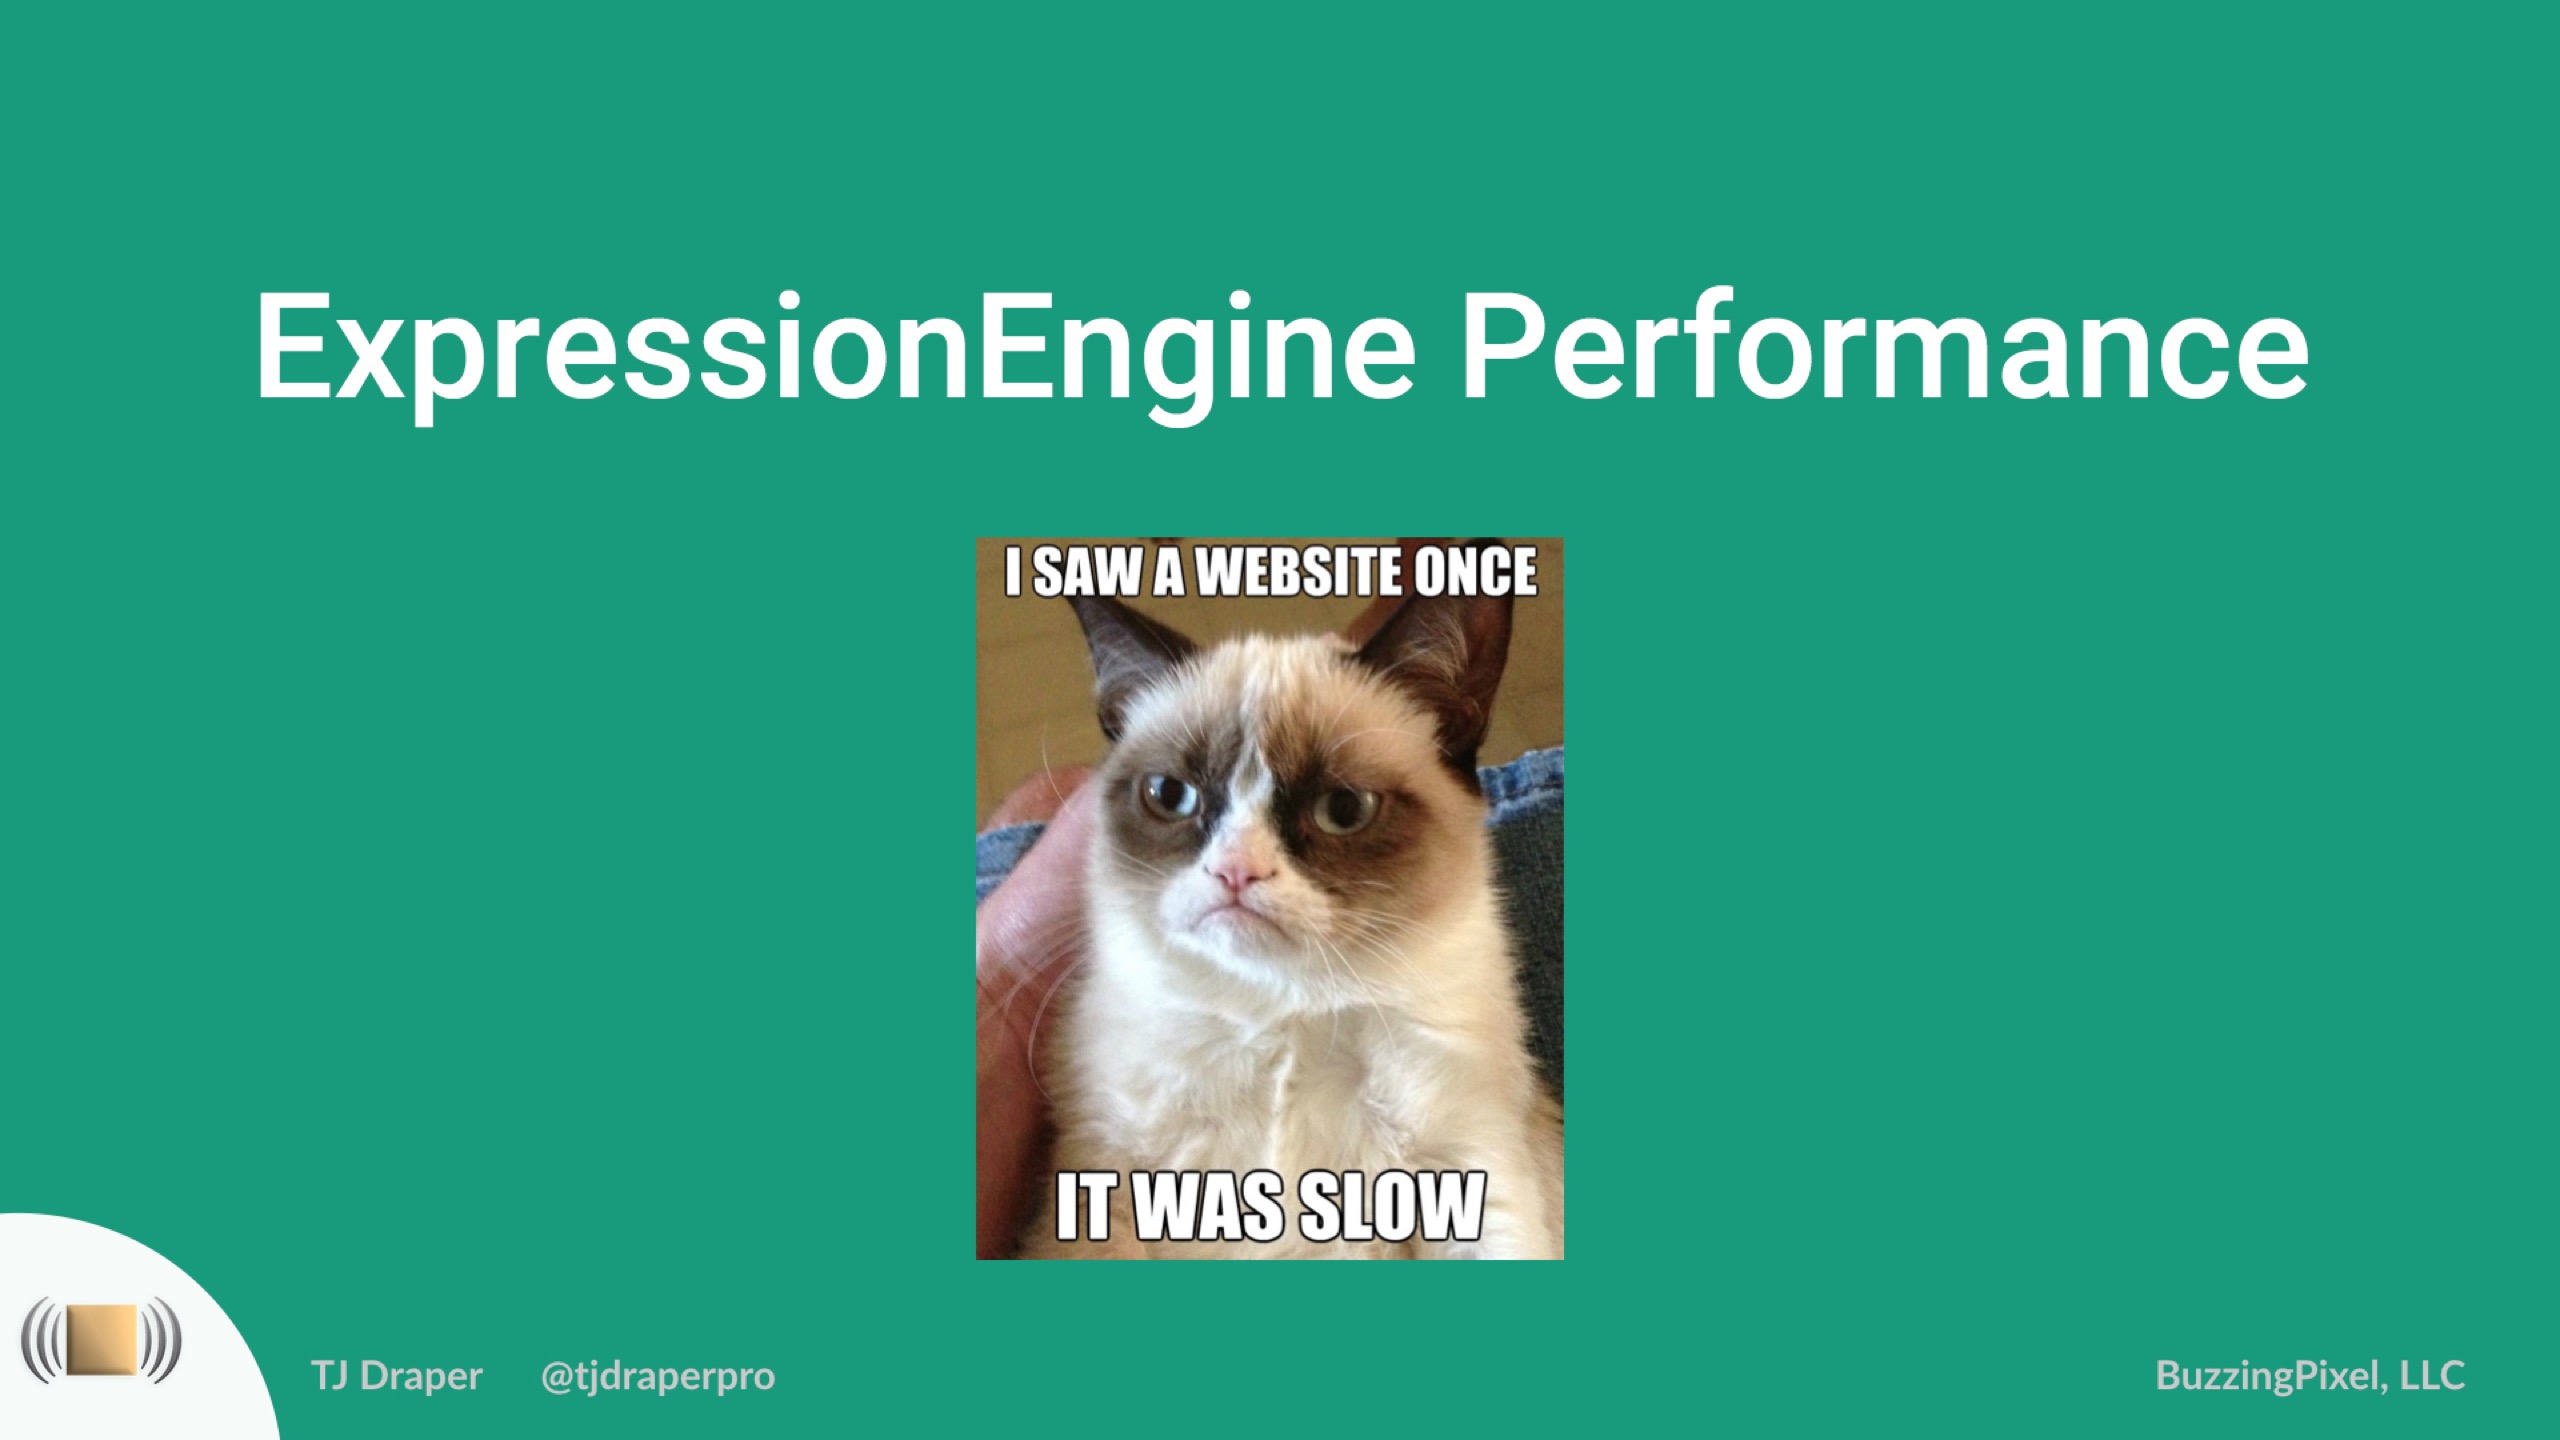 ExpressionEngine Performance
I SAW A WEBSITE ONCE
IT WAS SLOW
TJ Draper @tjdraperpro
BuzzingPixel, LLC